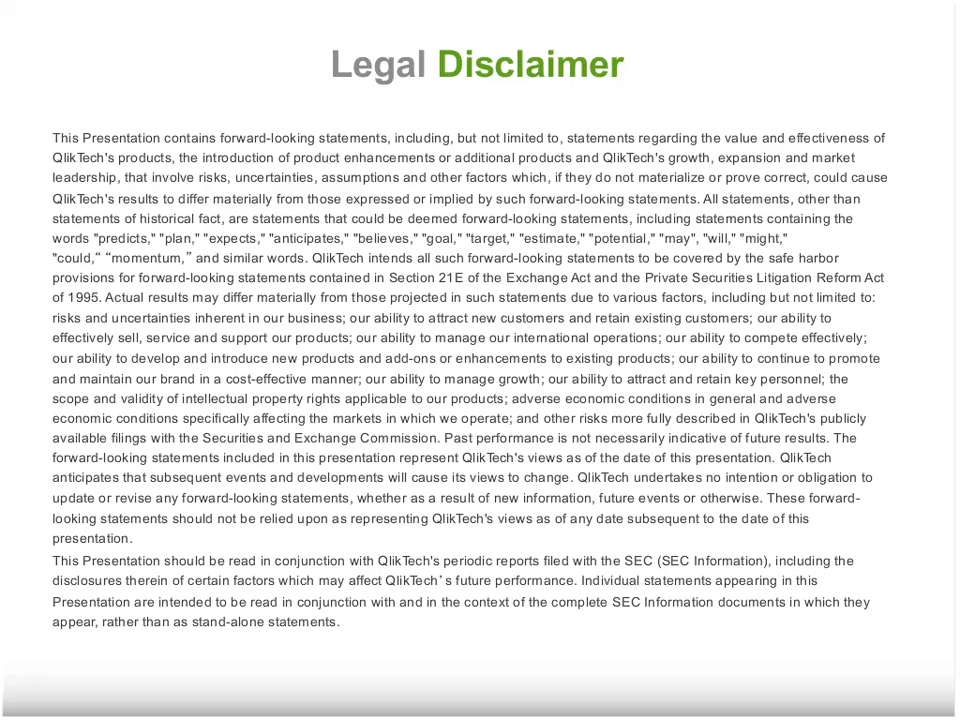 Legal Disclaimer
This Presentation contains forward-looking statements, including, but not limited to, statements regarding the value and effectiveness of
QlikTech's products, the introduction of product enhancements or additional products and QlikTech's growth, expansion and market
leadership, that involve risks, uncertainties, assumptions and other factors which, if they do not materialize or prove correct, could cause
QlikTech's results to differ materially from those expressed or implied by such forward-looking statements. All statements, other than
statements of historical fact, are statements that could be deemed forward-looking statements, including statements containing the
words "predicts," "plan," "expects," "anticipates," "believes," "goal," "target," "estimate," "potential," "may", "will," "might,"
"could,“ “momentum,” and similar words. QlikTech intends all such forward-looking statements to be covered by the safe harbor
provisions for forward-looking statements contained in Section 21E of the Exchange Act and the Private Securities Litigation Reform Act
of 1995. Actual results may differ materially from those projected in such statements due to various factors, including but not limited to:
risks and uncertainties inherent in our business; our ability to attract new customers and retain existing customers; our ability to
effectively sell, service and support our products; our ability to manage our international operations; our ability to compete effectively;
our ability to develop and introduce new products and add-ons or enhancements to existing products; our ability to continue to promote
and maintain our brand in a cost-effective manner; our ability to manage growth; our ability to attract and retain key personnel; the
scope and validity of intellectual property rights applicable to our products; adverse economic conditions in general and adverse
economic conditions specifically affecting the markets in which we operate; and other risks more fully described in QlikTech's publicly
available filings with the Securities and Exchange Commission. Past performance is not necessarily indicative of future results. The
forward-looking statements included in this presentation represent QlikTech's views as of the date of this presentation. QlikTech
anticipates that subsequent events and developments will cause its views to change. QlikTech undertakes no intention or obligation to
update or revise any forward-looking statements, whether as a result of new information, future events or otherwise. These forward-
looking statements should not be relied upon as representing QlikTech's views as of any date subsequent to the date of this
presentation.
This Presentation should be read in conjunction with QlikTech's periodic reports filed with the SEC (SEC Information), including the
disclosures therein of certain factors which may affect QlikTech’s future performance. Individual statements appearing in this
Presentation are intended to be read in conjunction with and in the context of the complete SEC Information documents in which they
appear, rather than as stand-alone statements.